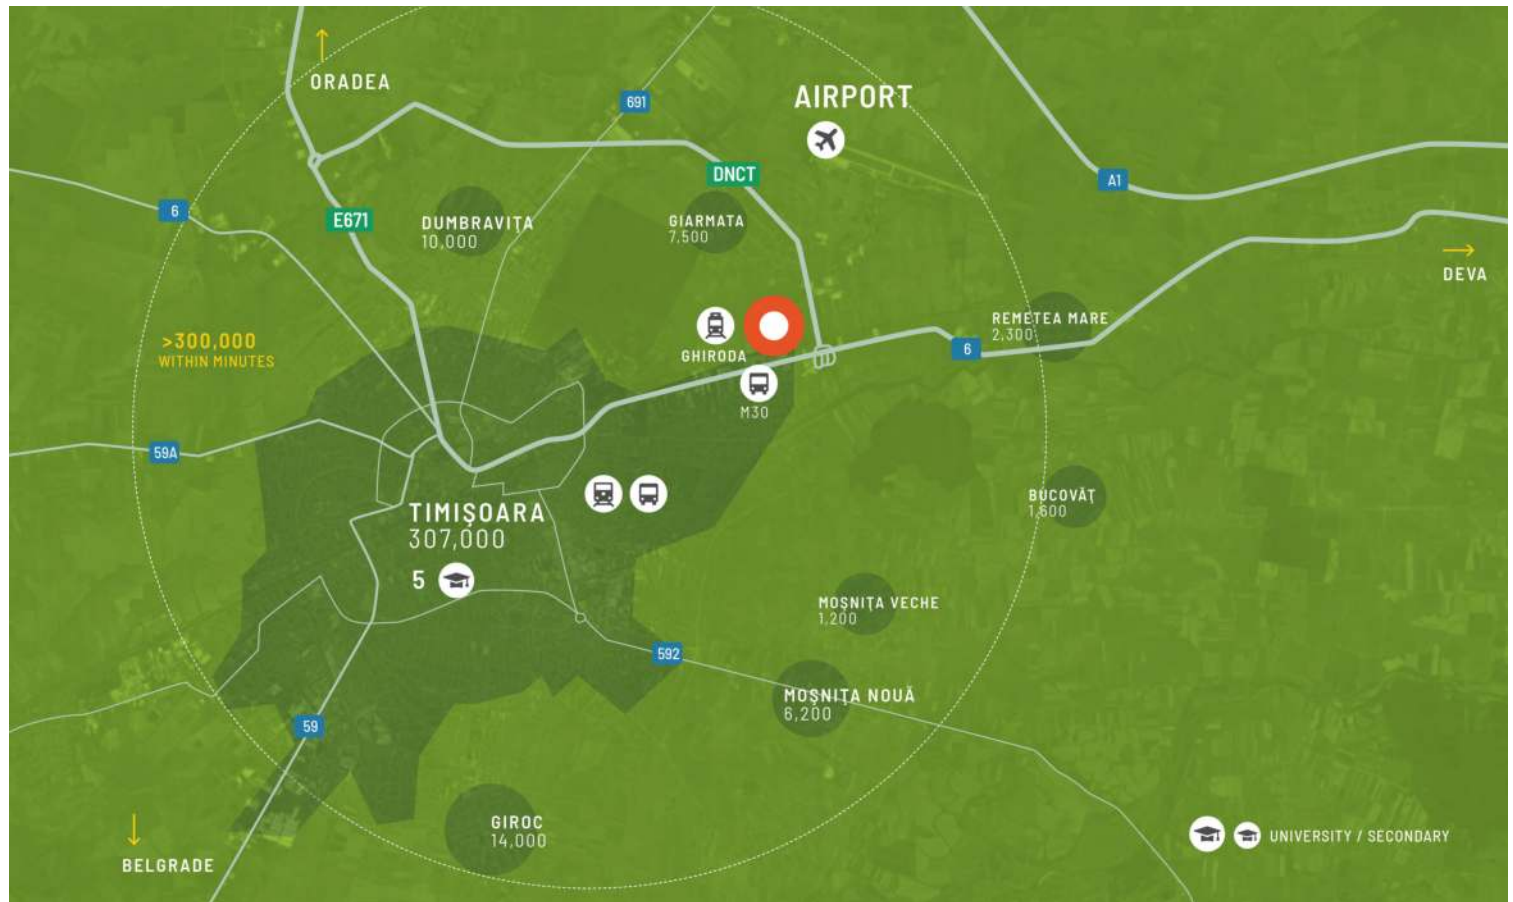 ORADEA
691
AIRPORT
DNCT
A1
6
E671
DUMBRAVIȚA
10,000
GIARMATA
7,500
DEVA
>300,000
WITHIN MINUTES
GHIRODA
REMETEA MARE
2,300
6
M30
59A
TIMIȘOARA
307,000
5
BUCOVĂȚ
1,600
MOȘNIȚA VECHE
1,200
592
MOȘNIȚA NOUĂ
6,200
59
GIROC
14,000
BELGRADE
UNIVERSITY / SECONDARY